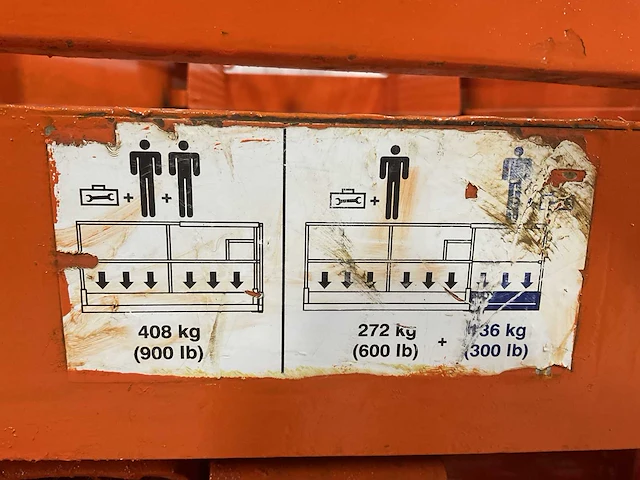 + +
408 kg
(900 lb)
+
272 kg
(600 lb)
+
136 kg
(300 lb)